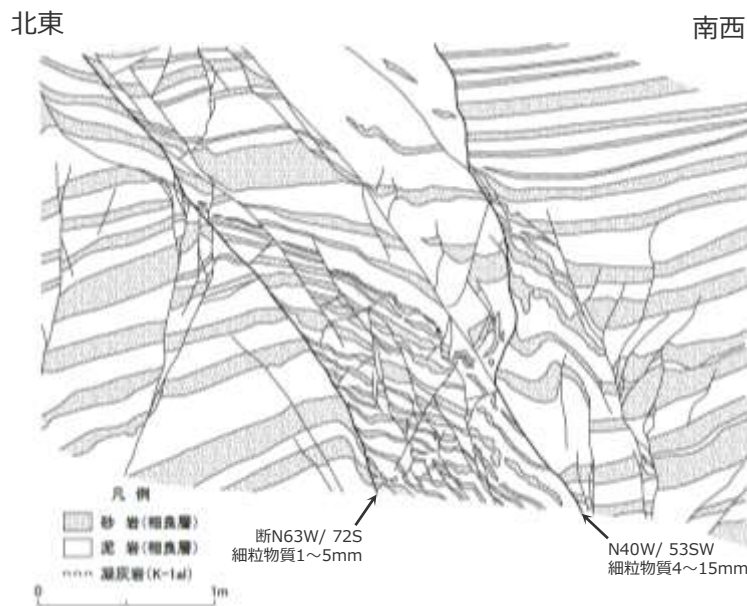 北東
南西
凡 例
砂 岩(相良層)
泥 岩(相良層)
凝灰岩(K-1al)
0 1m
断N63W/ 72S
細粒物質1～5mm
N40W/ 53SW
細粒物質4～15mm